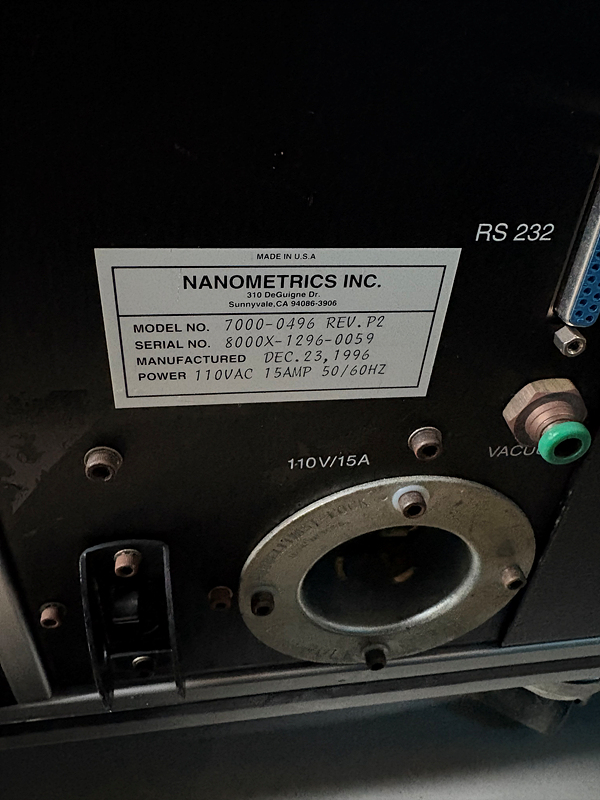 RS 232
MADE IN U.S.A
NANOMETRICS INC.
310 DeGuigne Dr.
Sunnyvale,CA 94086-3906
MODEL NO. 7000-0496 REV.P2
SERIAL NO. 8000X-1296-0059
MANUFACTURED DEC.23,1996
POWER 110VAC 15AMP 50/60HZ
110V/15A